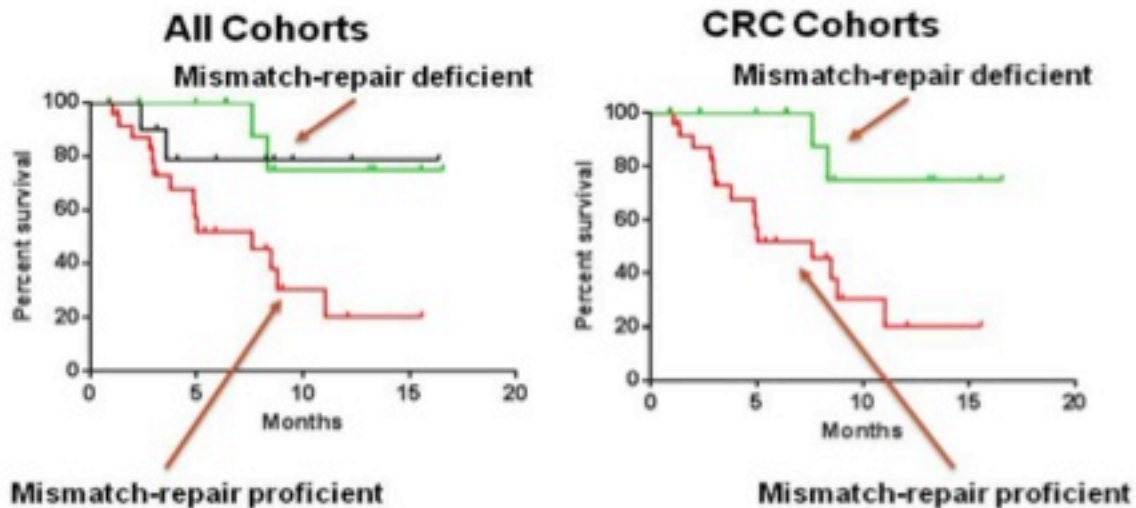 All Cohorts
Mismatch-repair deficient
100
80
60
40
20
0
Percent survival
0 5 10 15 20
Months
Mismatch-repair proficient
CRC Cohorts
Mismatch-repair deficient
100
80
60
40
20
0
Percent survival
0 5 10 15 20
Months
Mismatch-repair proficient